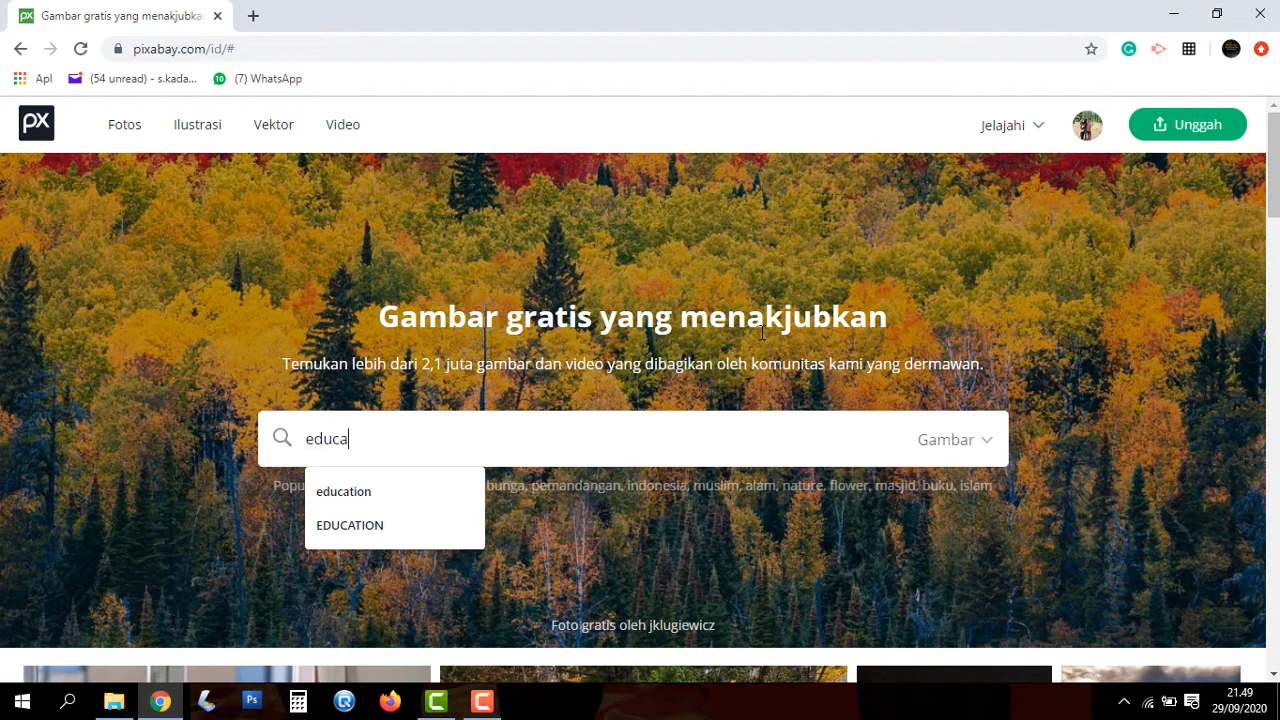 Gambar gratis yang menakjubkan
pixabay.com/id/#
Apl
(54 unread) - s.kada...
10
(7) WhatsApp
px
Fotos
Ilustrasi
Vektor
Video
Jelajahi
Unggah
Gambar gratis yang menakjubkan
Temukan lebih dari 2,1 juta gambar dan video yang dibagikan oleh komunitas kami yang dermawan.
educa
Gambar
Popu bunga, pemandangan, indonesia, muslim, alam, nature, flower, masjid, buku, islam
education
EDUCATION
Foto gratis oleh jklugiewicz
Ps
21.49
29/09/2020